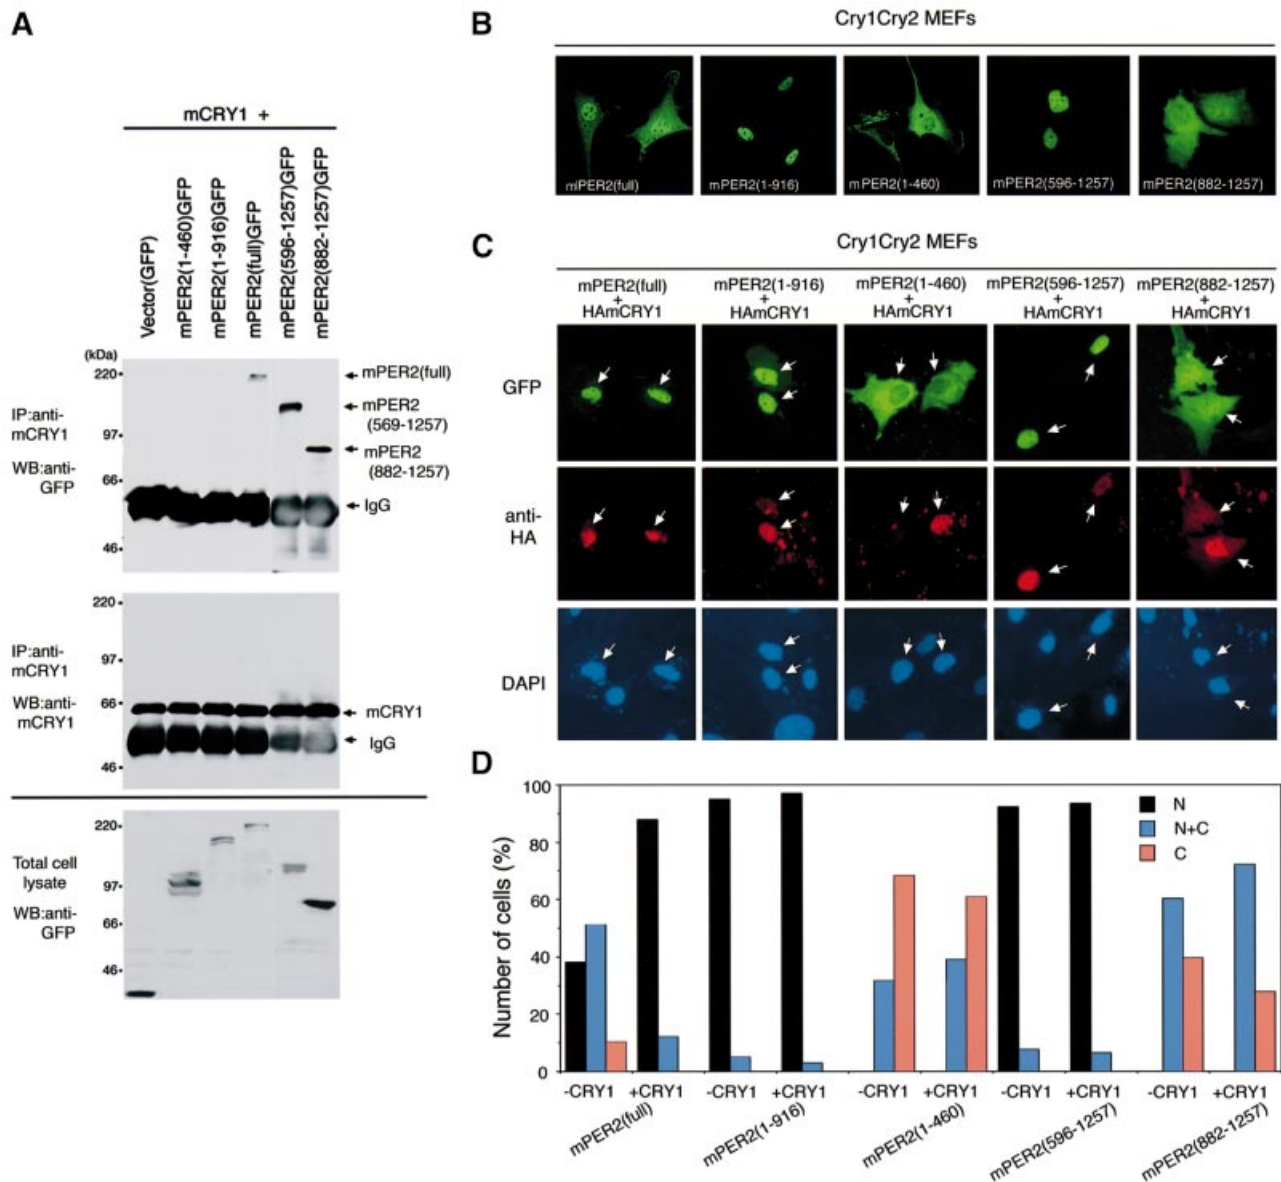 A
mCRY1 +
Vector(GFP)
mPER2(1-460)GFP
mPER2(1-916)GFP
mPER2(full)GFP
mPER2(596-1257)GFP
mPER2(882-1257)GFP
(kDa)
220
97
66
46
IP:anti-
mCRY1
WB:anti-
GFP
mPER2(full)
mPER2
(569-1257)
mPER2
(882-1257)
IgG
220
97
66
46
IP:anti-
mCRY1
WB:anti-
mCRY1
mCRY1
IgG
220
97
66
46
Total cell
lysate
WB:anti-
GFP
B
Cry1Cry2 MEFs
mPER2(full)
mPER2(1-916)
mPER2(1-460)
mPER2(596-1257)
mPER2(882-1257)
C
Cry1Cry2 MEFs
mPER2(full)
+
HAmCRY1
mPER2(1-916)
+
HAmCRY1
mPER2(1-460)
+
HAmCRY1
mPER2(596-1257)
+
HAmCRY1
mPER2(882-1257)
+
HAmCRY1
GFP
anti-
HA
DAPI
D
Number of cells (%)
100
80
60
40
20
0
N
N+C
C
-CRY1 +CRY1 -CRY1 +CRY1 -CRY1 +CRY1 -CRY1 +CRY1 -CRY1 +CRY1
mPER2(full)
mPER2(1-916)
mPER2(1-460)
mPER2(596-1257)
mPER2(882-1257)